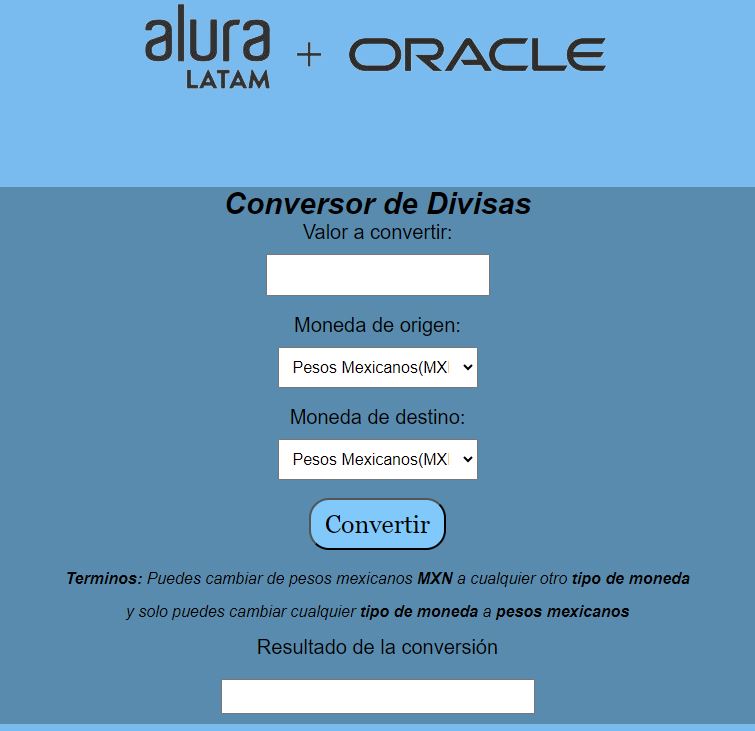 alura
LATAM + ORACLE
Conversor de Divisas
Valor a convertir:
Moneda de origen:
Pesos Mexicanos(MX
Moneda de destino:
Pesos Mexicanos(MX
Convertir
Terminos: Puedes cambiar de pesos mexicanos MXN a cualquier otro tipo de moneda
y solo puedes cambiar cualquier tipo de moneda a pesos mexicanos
Resultado de la conversión